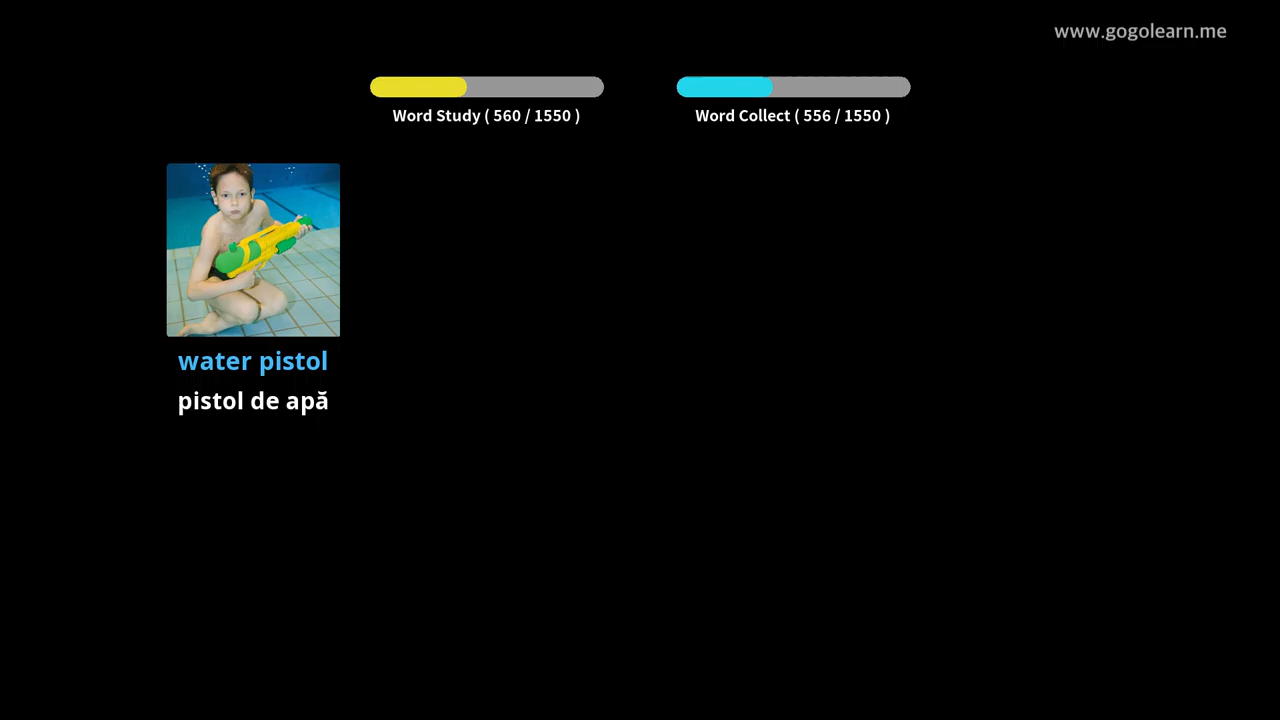 www.gogolearn.me
Word Study ( 560 / 1550 )
Word Collect ( 556 / 1550 )
water pistol
pistol de apă